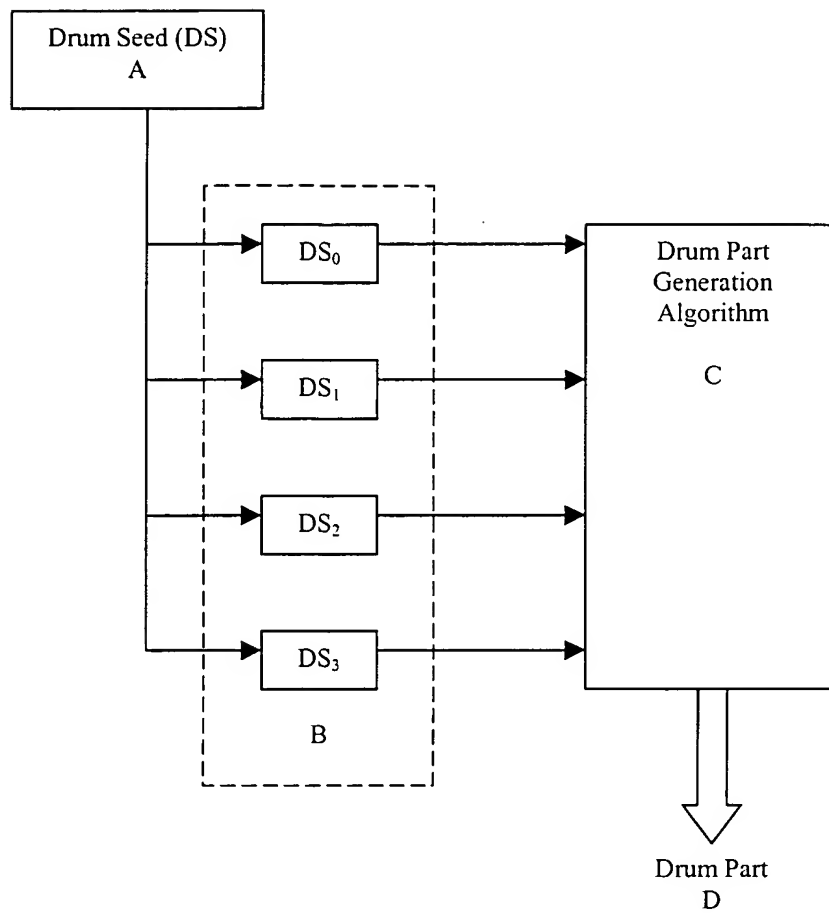 Drum Seed (DS)
A
DS₀
DS₁
DS₂
DS₃
B
Drum Part
Generation
Algorithm
C
Drum Part
D